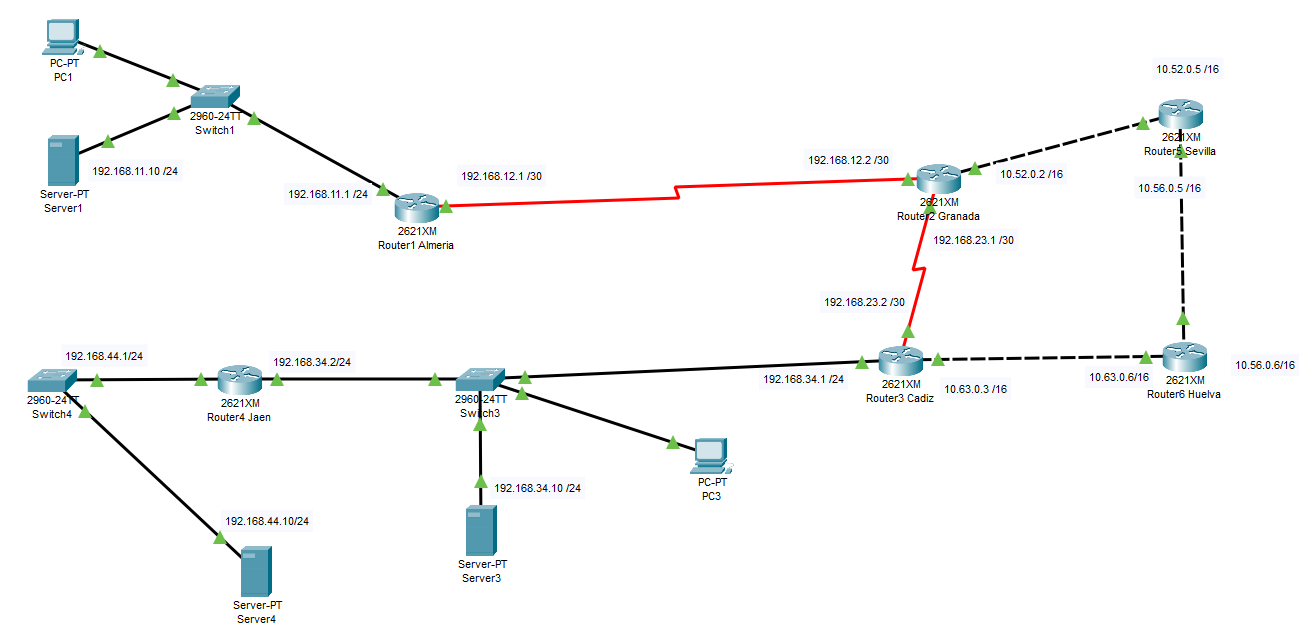 PC-PT
PC1
2960-24TT
Switch1
192.168.11.10 /24
Server-PT
Server1
192.168.11.1 /24
192.168.12.1 /30
2621XM
Router1 Almeria
192.168.12.2 /30
2621XM
Router2 Granada
10.52.0.2 /16
10.52.0.5 /16
2621XM
Router5 Sevilla
10.56.0.5 /16
192.168.23.1 /30
192.168.23.2 /30
192.168.44.1/24
2960-24TT
Switch4
2621XM
Router4 Jaen
192.168.34.2/24
2960-24TT
Switch3
192.168.34.1 /24
2621XM
Router3 Cadiz
10.63.0.3 /16
10.63.0.6/16
2621XM
Router6 Huelva
10.56.0.6/16
PC-PT
PC3
192.168.34.10 /24
Server-PT
Server3
192.168.44.10/24
Server-PT
Server4